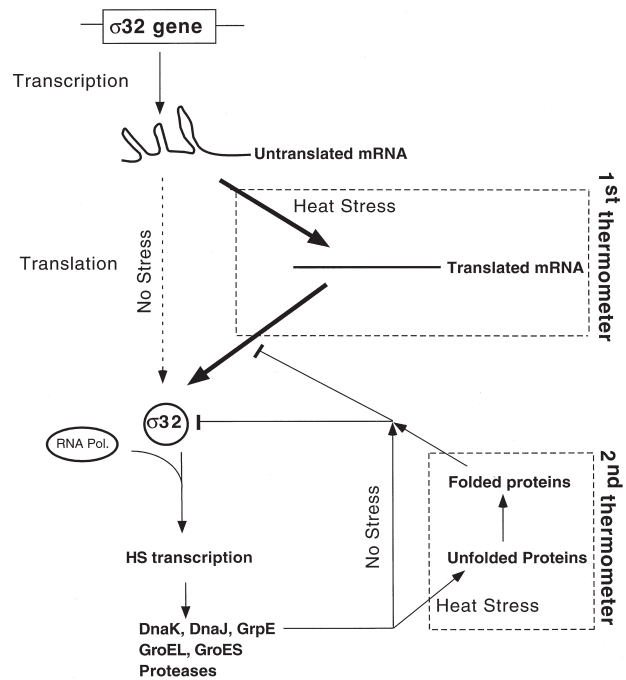 σ32 gene
Transcription
Untranslated mRNA
Heat Stress
1st thermometer
Translation
No Stress
Translated mRNA
σ32
RNA Pol.
2nd thermometer
Folded proteins
No Stress
HS transcription
Unfolded Proteins
Heat Stress
DnaK, DnaJ, GrpE
GroEL, GroES
Proteases